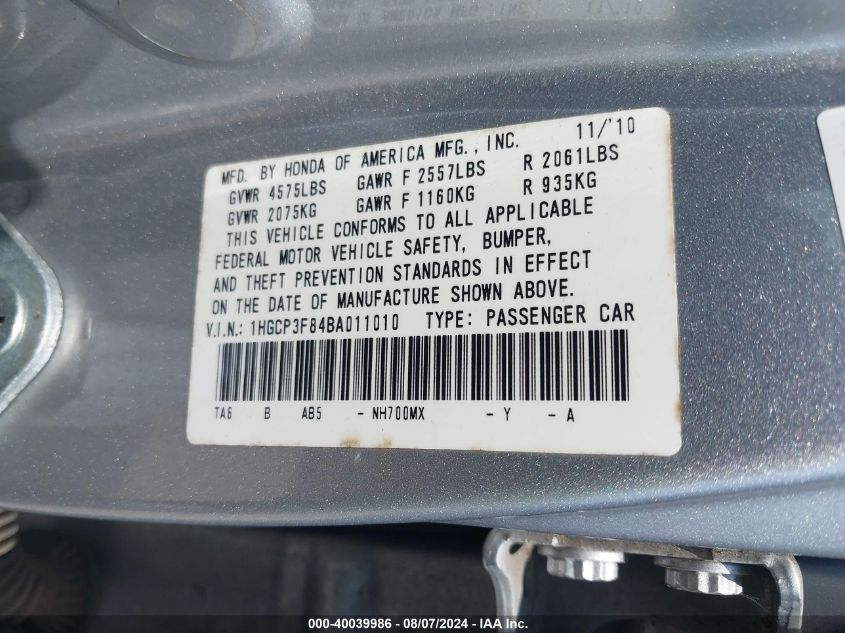 MFD. BY HONDA OF AMERICA MFG., INC. 11/'10
GVWR 4575LBS GAWR F 2557LBS R 2061LBS
GVWR 2075KG GAWR F 1160KG R 935KG
THIS VEHICLE CONFORMS TO ALL APPLICABLE
FEDERAL MOTOR VEHICLE SAFETY, BUMPER,
AND THEFT PREVENTION STANDARDS IN EFFECT
ON THE DATE OF MANUFACTURE SHOWN ABOVE.
V.I.N.: 1HGCP3F84BA011010 TYPE: PASSENGER CAR
TA6 B AB5 - NH700MX - Y - A
000-40039986 - 08/07/2024 - IAA Inc.